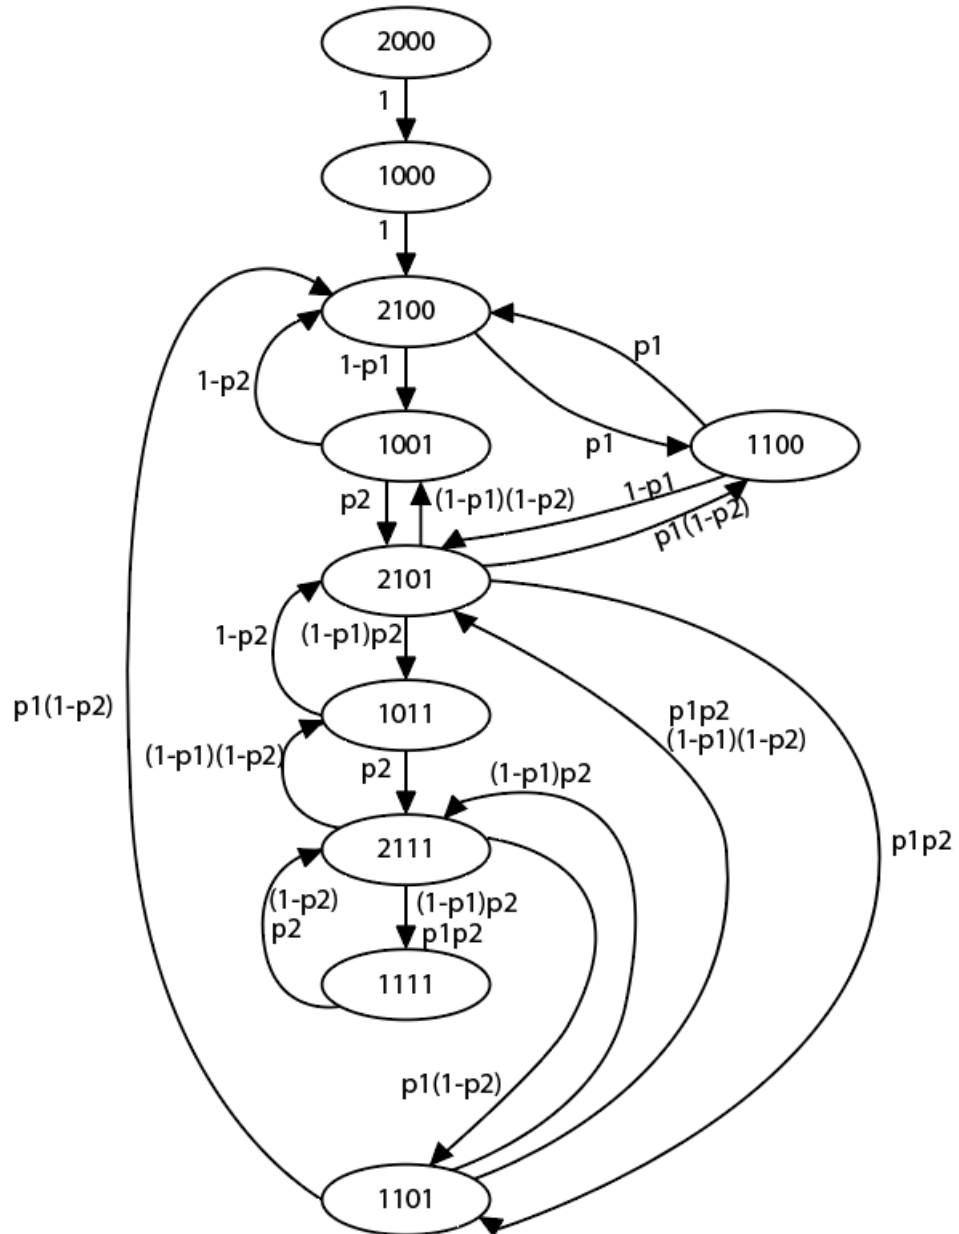 2000
1
1000
1
2100
1-p1
1-p2
p1
p1
1001
1100
p2
(1-p1)(1-p2)
1-p1
p1(1-p2)
2101
1-p2
(1-p1)p2
1011
p1(1-p2)
p1p2
(1-p1)(1-p2)
(1-p1)(1-p2)
p2
(1-p1)p2
2111
p1p2
(1-p2)
p2
(1-p1)p2
p1p2
1111
p1(1-p2)
1101